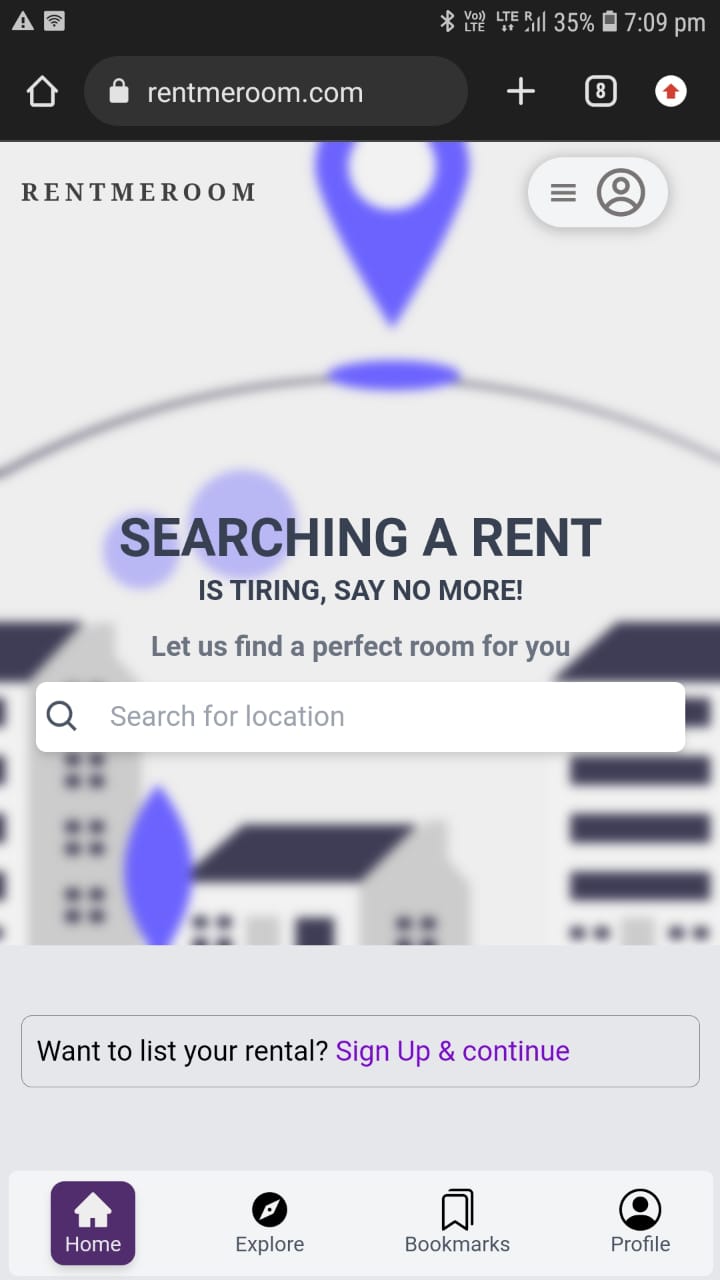 Vo)) LTE LTE R 35% 7:09 pm
rentmeroom.com
8
RENTMEROOM
SEARCHING A RENT
IS TIRING, SAY NO MORE!
Let us find a perfect room for you
Search for location
Want to list your rental? Sign Up & continue
Home Explore Bookmarks Profile